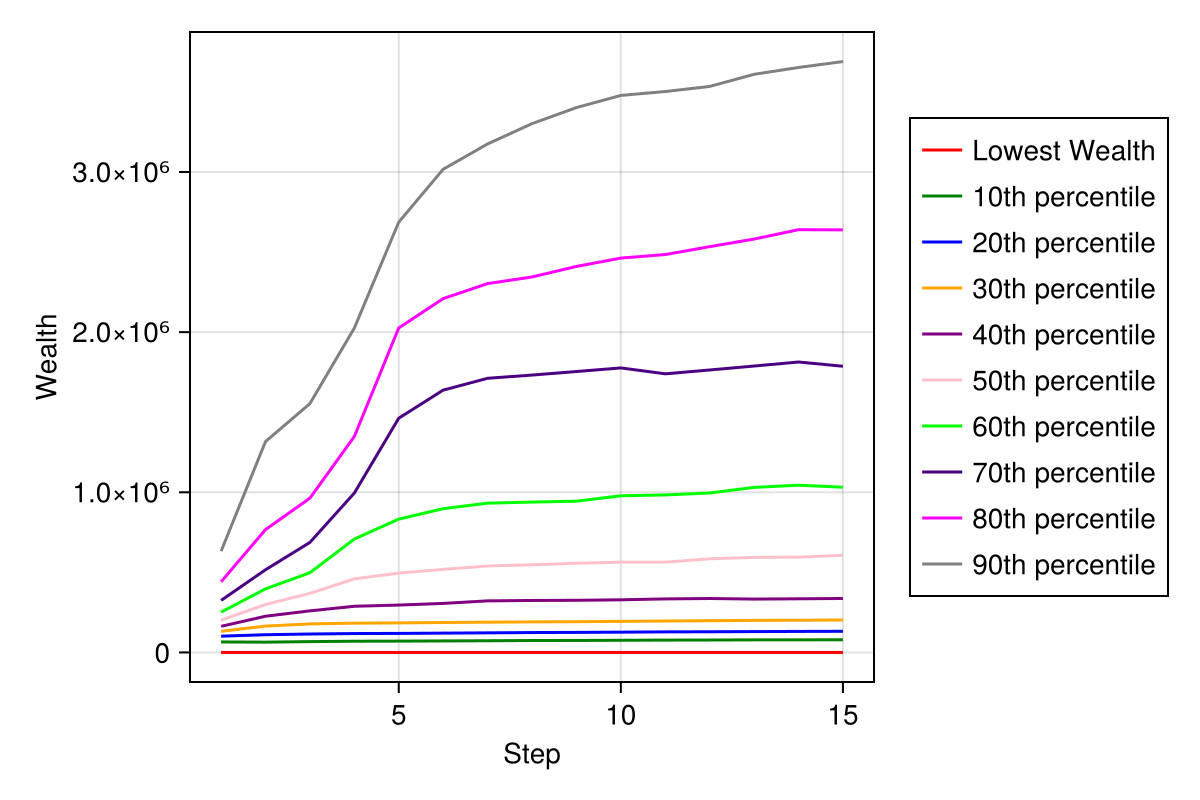 3.0×10⁶
2.0×10⁶
1.0×10⁶
0
Wealth
5
10
15
Step
Lowest Wealth
10th percentile
20th percentile
30th percentile
40th percentile
50th percentile
60th percentile
70th percentile
80th percentile
90th percentile